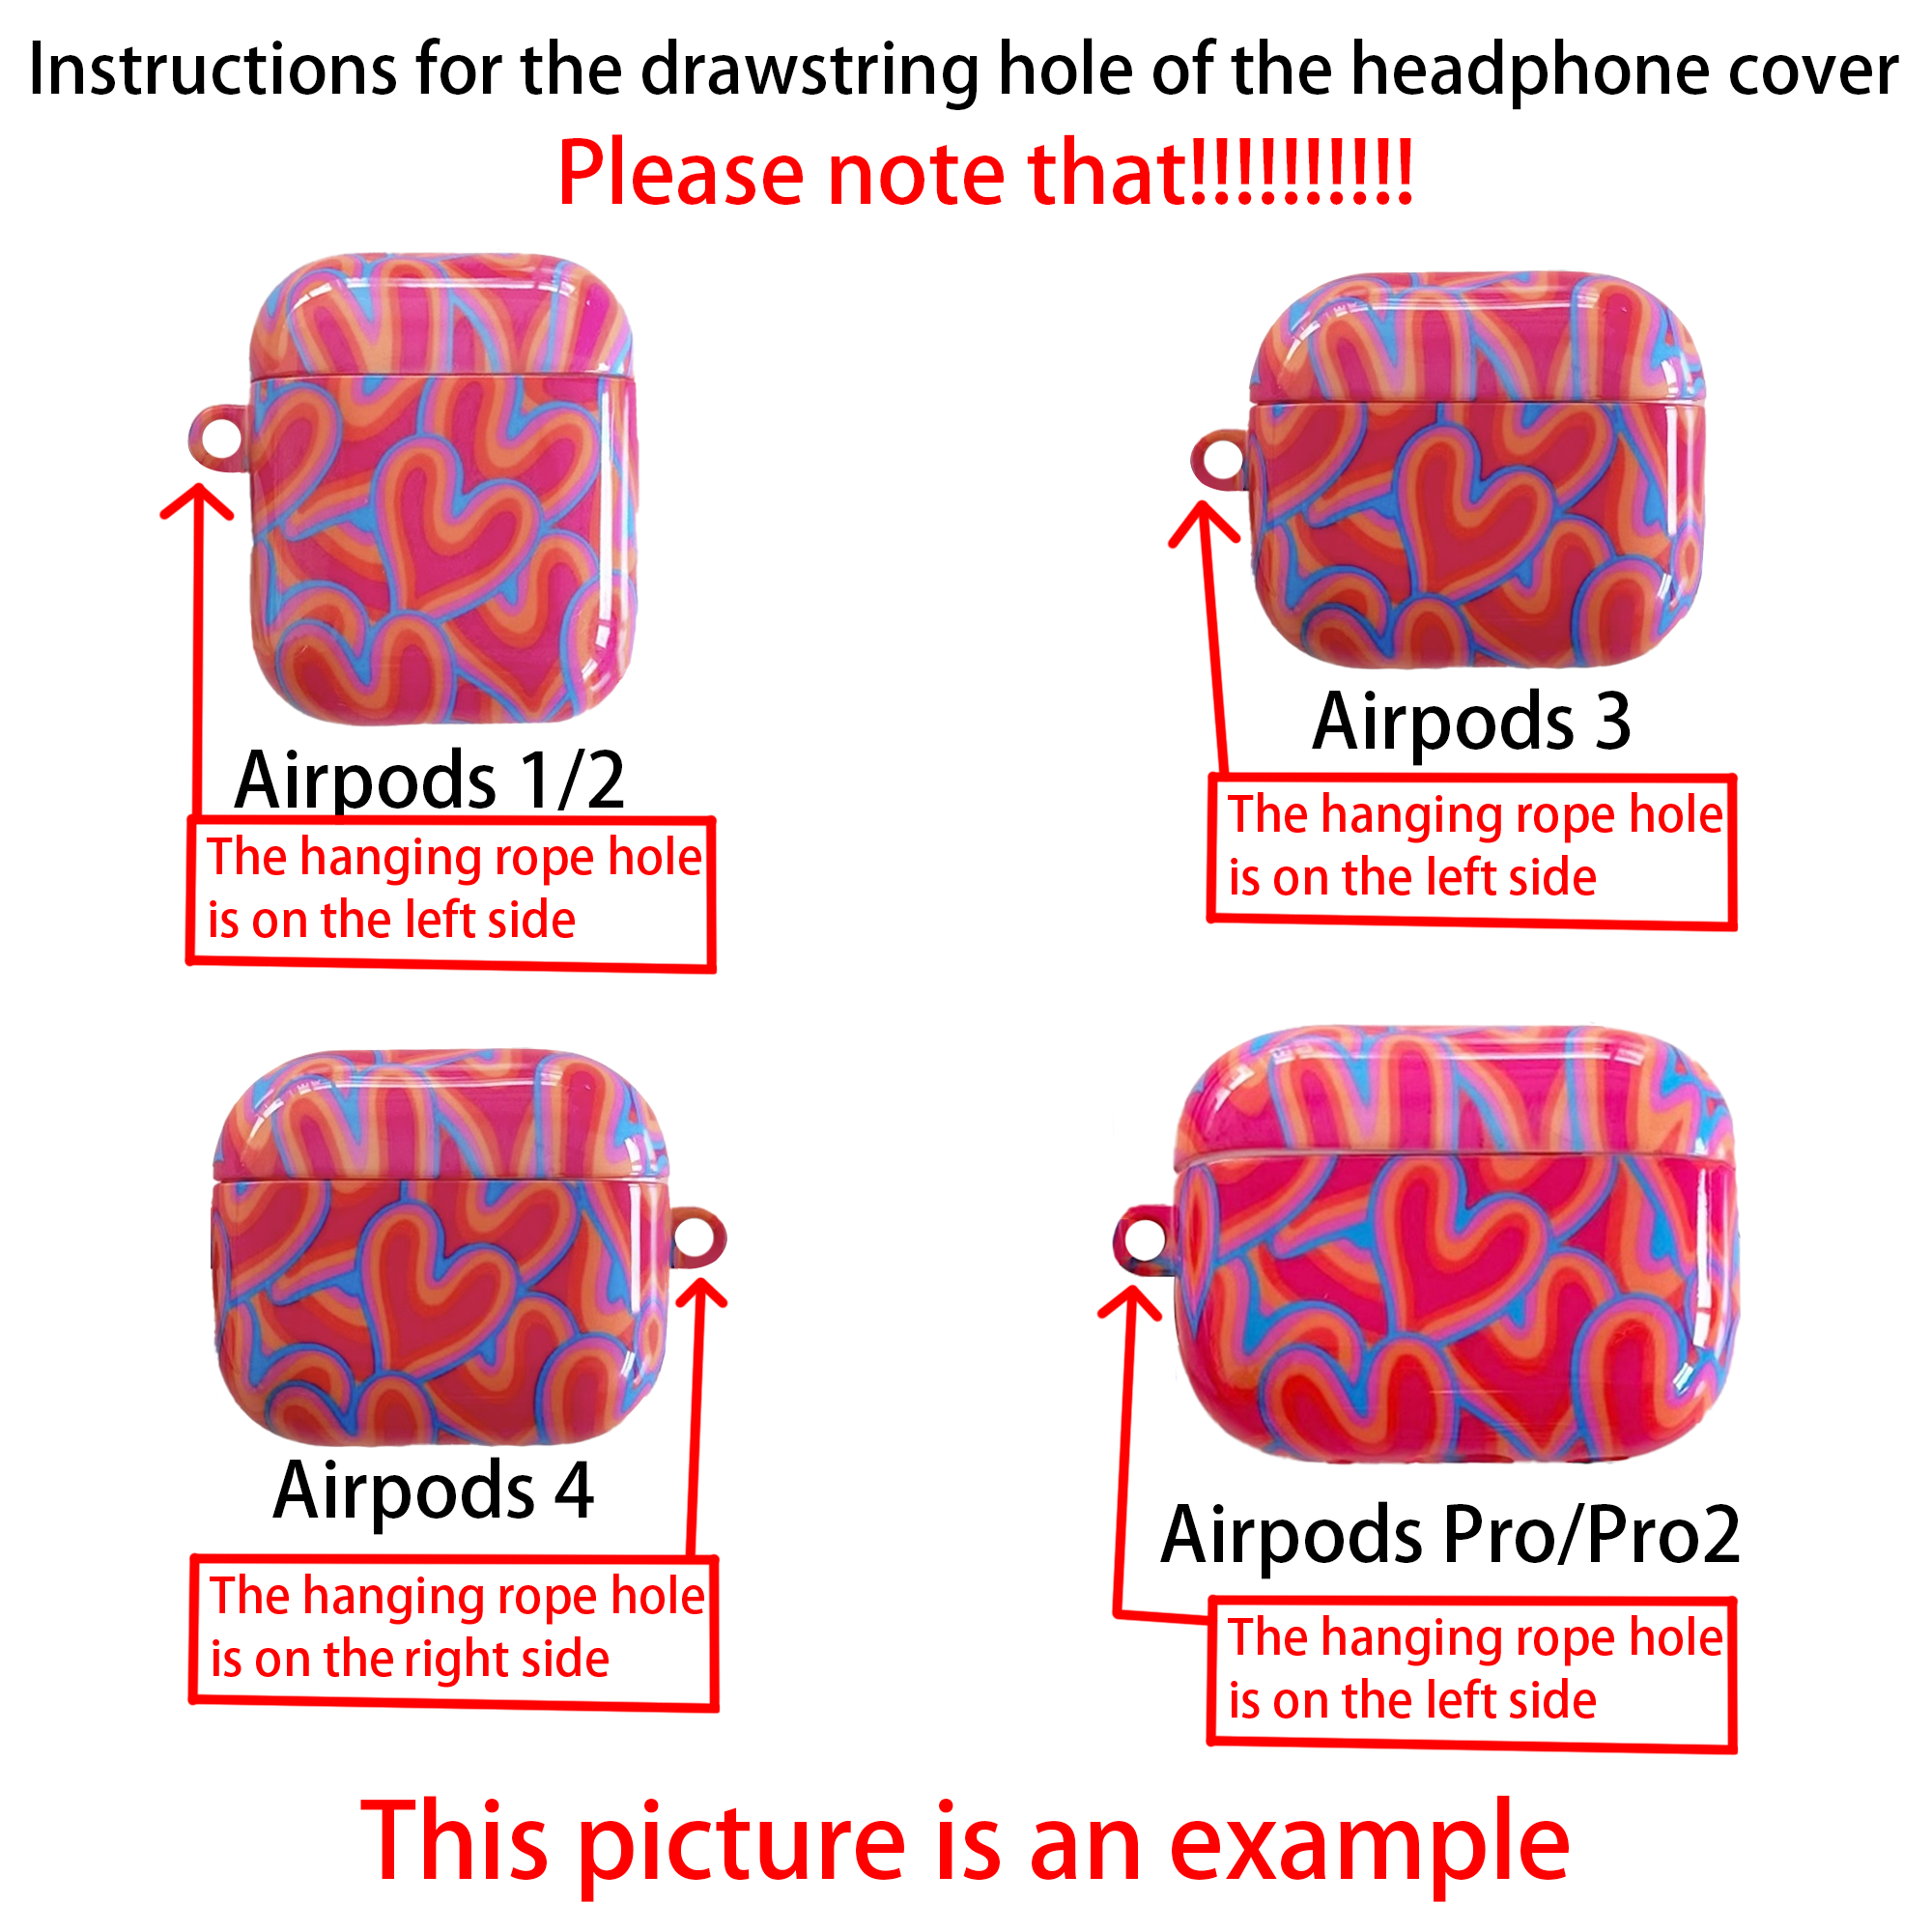 Instructions for the drawstring hole of the headphone cover
Please note that!!!!!!!!!!
Airpods 1/2
The hanging rope hole
is on the left side
Airpods 3
The hanging rope hole
is on the left side
Airpods 4
The hanging rope hole
is on the right side
Airpods Pro/Pro2
The hanging rope hole
is on the left side
This picture is an example